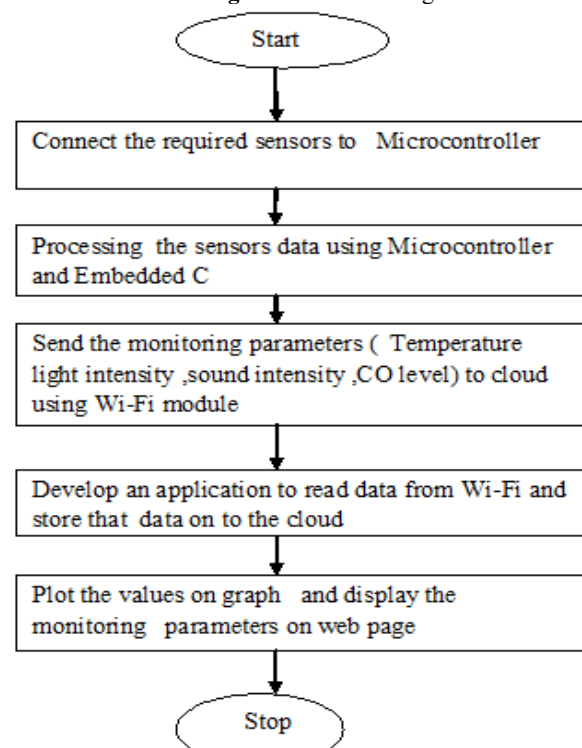 Start
Connect the required sensors to Microcontroller
Processing the sensors data using Microcontroller
and Embedded C
Send the monitoring parameters ( Temperature
light intensity ,sound intensity ,CO level) to cloud
using Wi-Fi module
Develop an application to read data from Wi-Fi and
store that data on to the cloud
Plot the values on graph and display the
monitoring parameters on web page
Stop